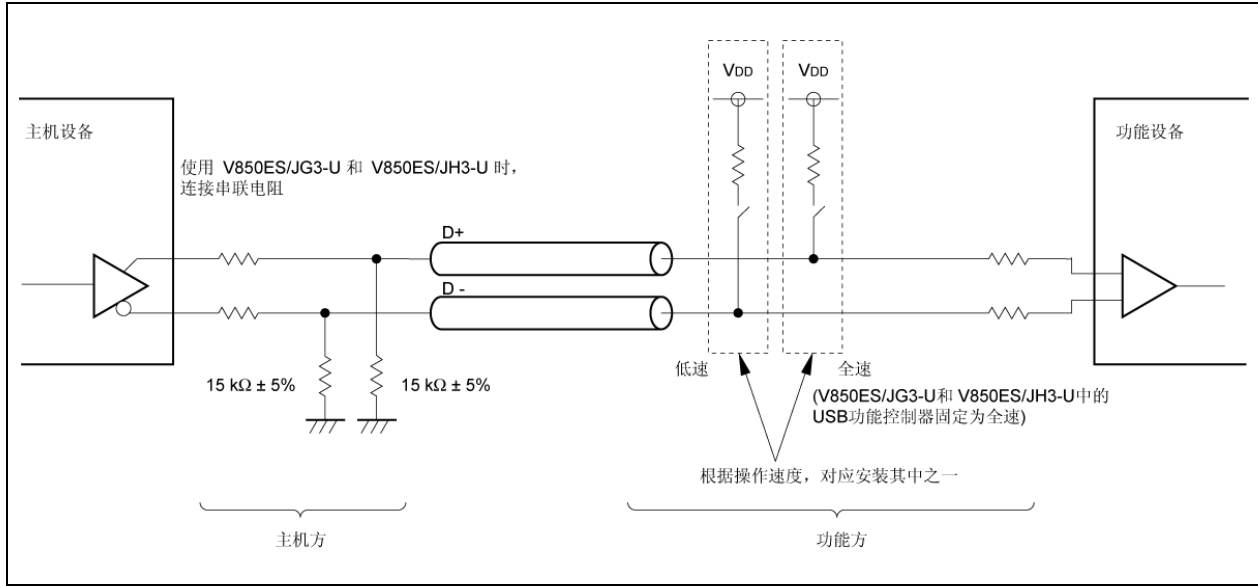 VDD
VDD
主机设备
功能设备
使用 V850ES/JG3-U 和 V850ES/JH3-U 时，
连接串联电阻
D+
D -
15 kΩ ± 5%
15 kΩ ± 5%
低速
全速
(V850ES/JG3-U和 V850ES/JH3-U中的
USB功能控制器固定为全速)
根据操作速度，对应安装其中之一
主机方
功能方